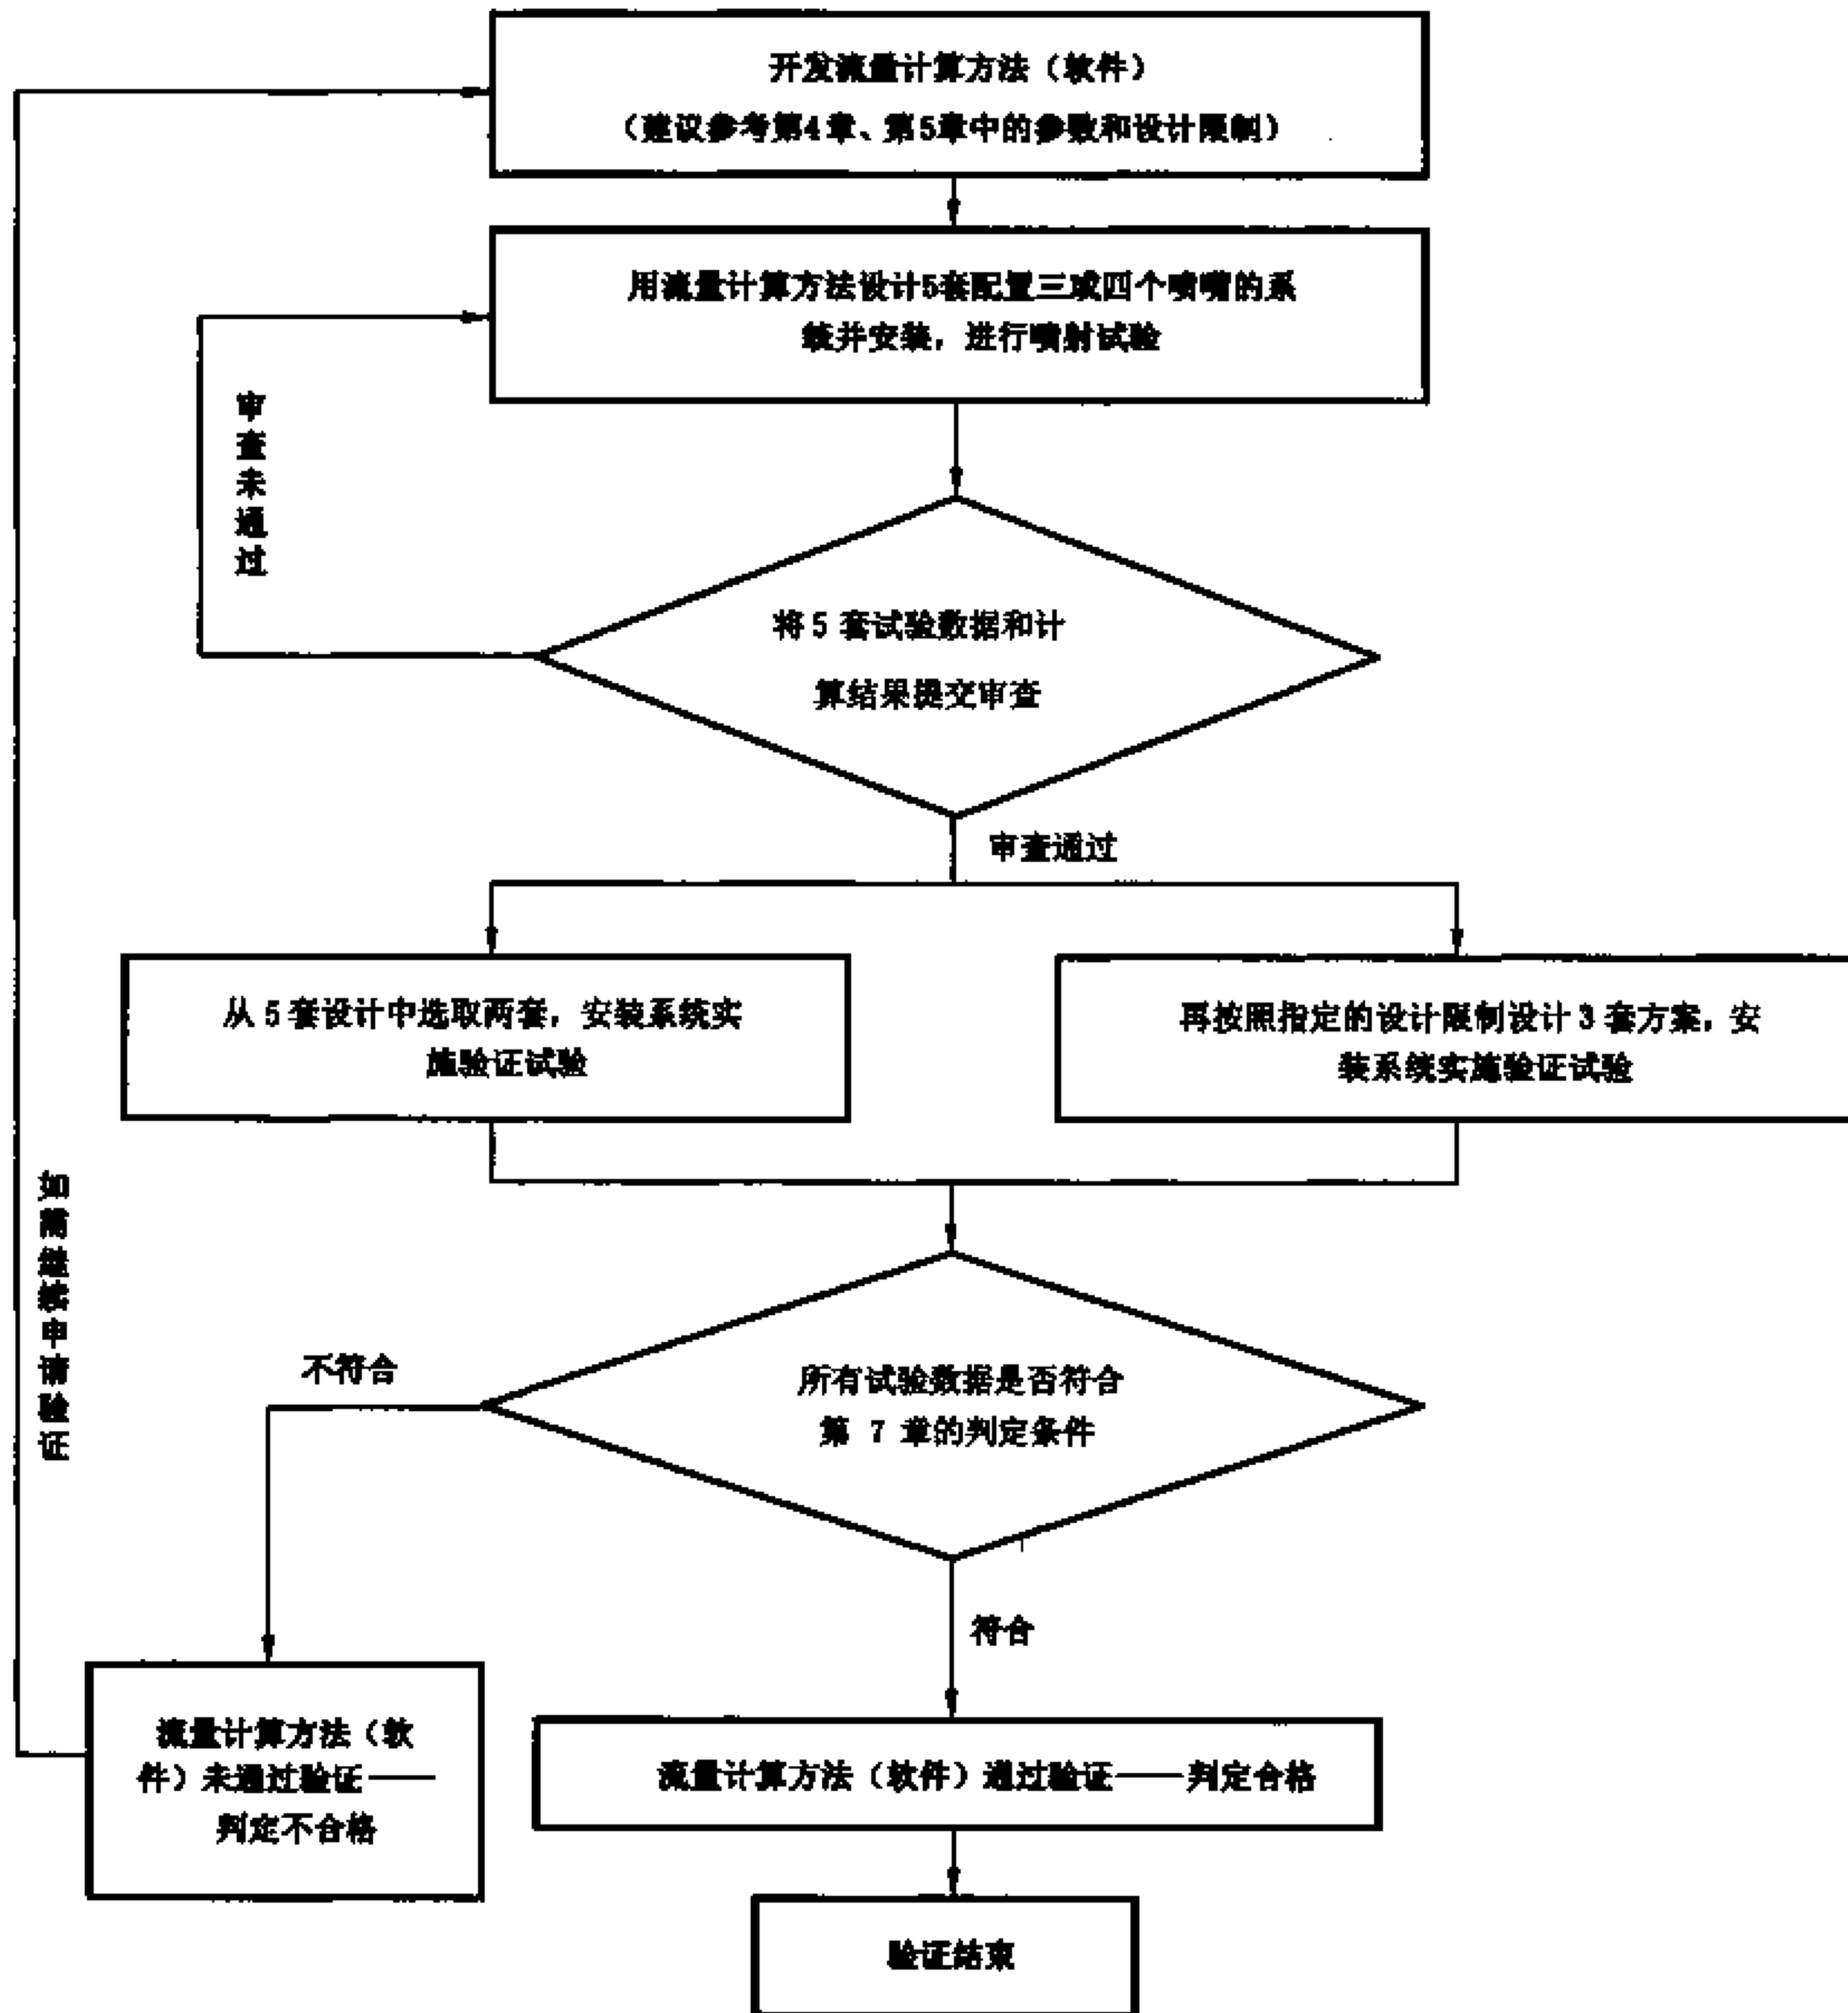 开发流量计算方法（软件）
（建议参考第4章、第5章中的参数和设计限制）
用流量计算方法设计5套配置三或四个喷嘴的系
统并安装，进行喷射试验
审查未通过
将5套试验数据和计
算结果提交审查
审查通过
从5套设计中选取两套，安装系统实
施验证试验
再按照指定的设计限制设计3套方案，安
装系统实施验证试验
不符合
所有试验数据是否符合
第 7 章的判定条件
符合
流量计算方法（软
件）未通过验证——
判定不合格
流量计算方法（软件）通过验证——判定合格
验证结束